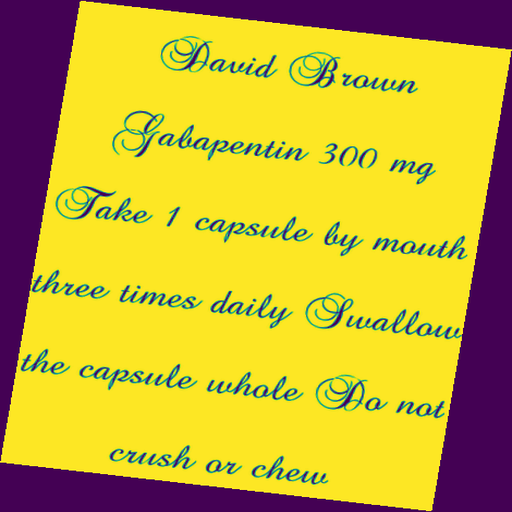 David Brown
Gabapentin 300 mg
Take 1 capsule by mouth
three times daily Swallow
the capsule whole Do not
crush or chew